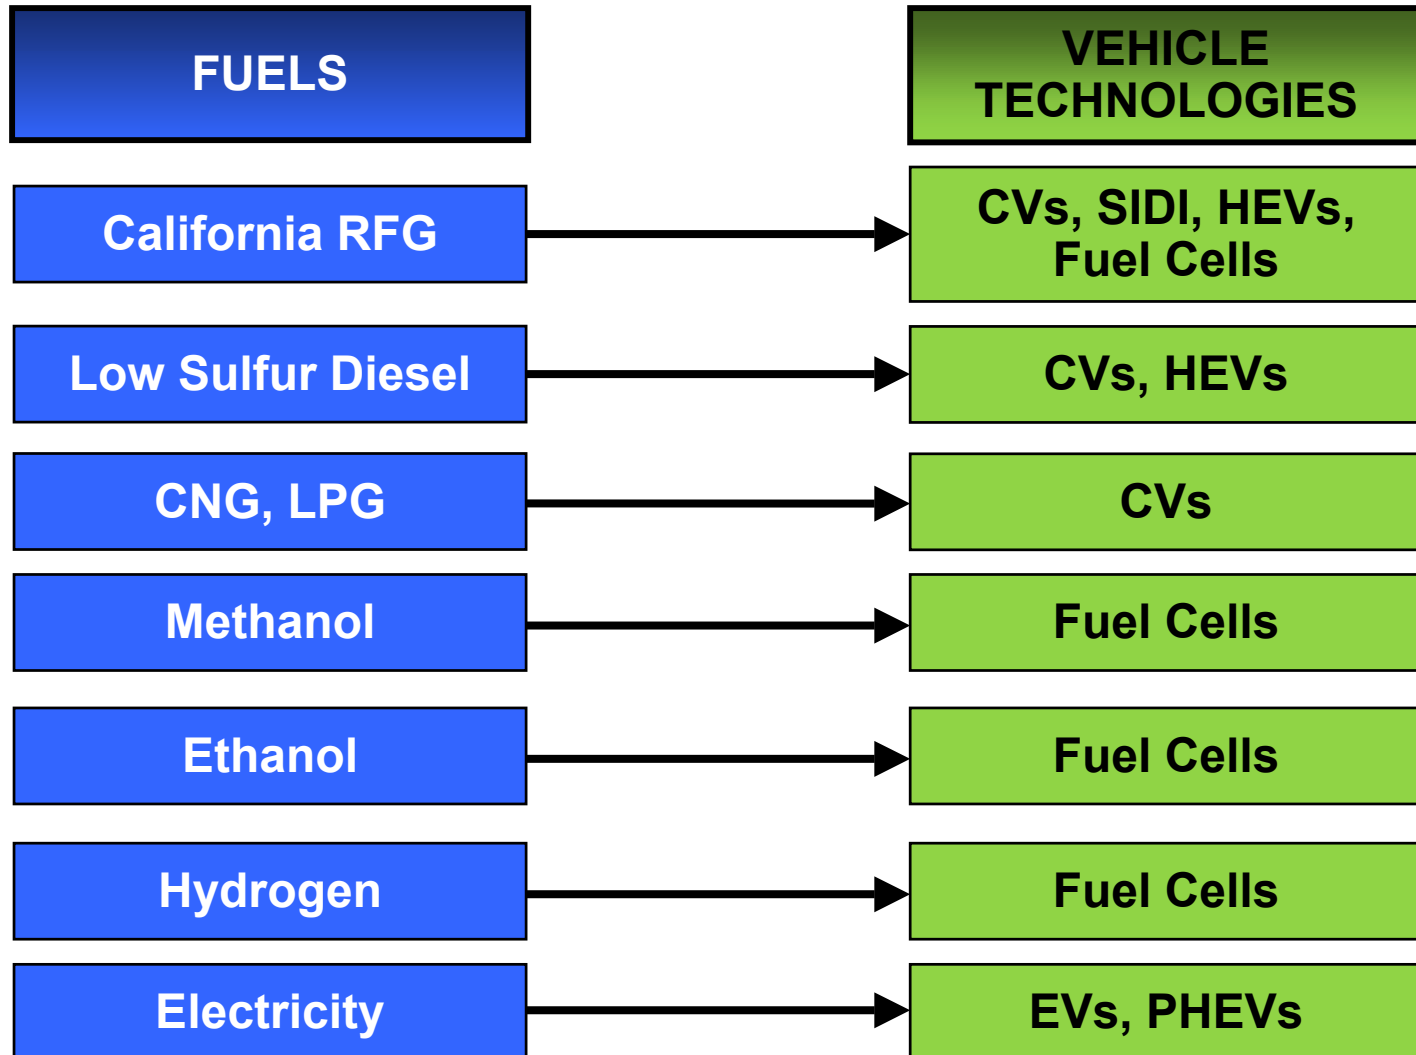 FUELS
VEHICLE
TECHNOLOGIES
California RFG
CVs, SIDI, HEVs,
Fuel Cells
Low Sulfur Diesel
CVs, HEVs
CNG, LPG
CVs
Methanol
Fuel Cells
Ethanol
Fuel Cells
Hydrogen
Fuel Cells
Electricity
EVs, PHEVs